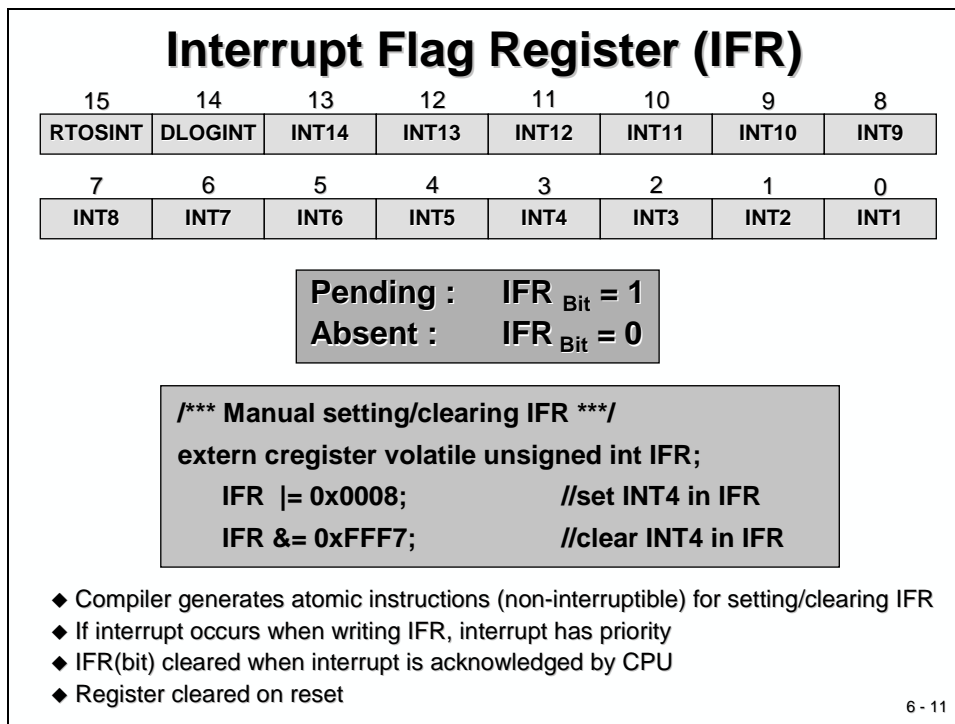 Interrupt Flag Register (IFR)
15 14 13 12 11 10 9 8
RTOSINT DLOGINT INT14 INT13 INT12 INT11 INT10 INT9
7 6 5 4 3 2 1 0
INT8 INT7 INT6 INT5 INT4 INT3 INT2 INT1
Pending : IFR Bit = 1
Absent : IFR Bit = 0
/*** Manual setting/clearing IFR ***/
extern cregister volatile unsigned int IFR;
IFR |= 0x0008; //set INT4 in IFR
IFR &= 0xFFF7; //clear INT4 in IFR
◆ Compiler generates atomic instructions (non-interruptible) for setting/clearing IFR
◆ If interrupt occurs when writing IFR, interrupt has priority
◆ IFR(bit) cleared when interrupt is acknowledged by CPU
◆ Register cleared on reset
6 - 11